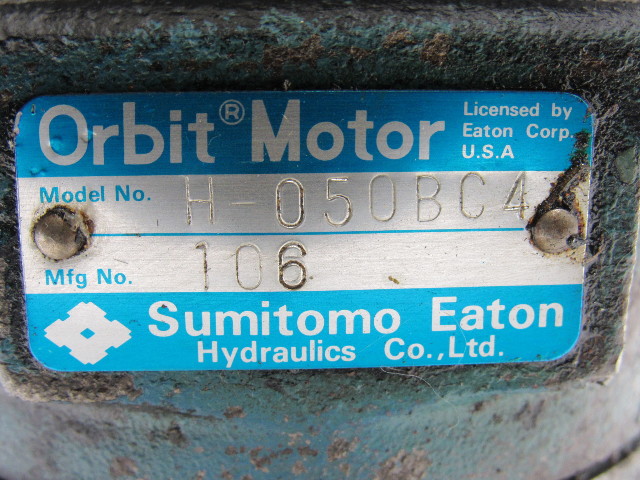 Orbit® Motor
Licensed by
Eaton Corp.
U.S.A
Model No. H-050BC4
Mfg No. 106
Sumitomo Eaton
Hydraulics Co.,Ltd.